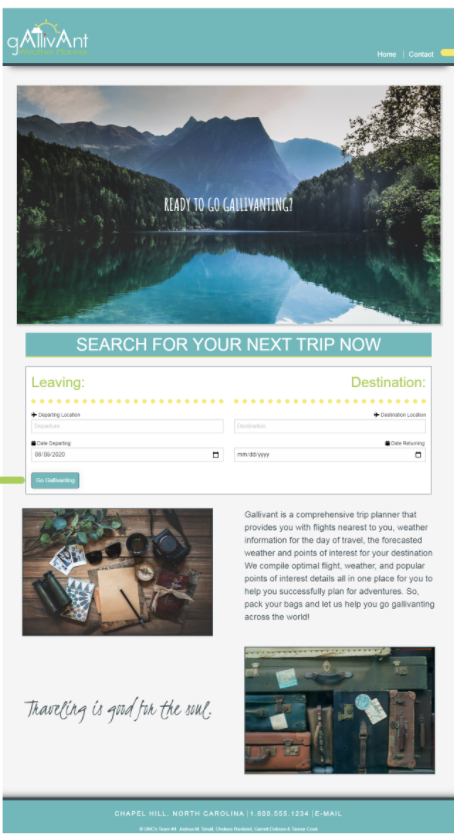 gAllivAnt
Home | Contact
READY TO GO GALLIVANTING?
SEARCH FOR YOUR NEXT TRIP NOW
Leaving:
Destination:
Departing Location
Destination Location
Departure
Destination
Date Departing
Date Returning
08/09/2020
mm/dd/yyyy
Go Gallivanting
Gallivant is a comprehensive trip planner that
provides you with flights nearest to you, weather
information for the day of travel, the forecasted
weather and points of interest for your destination
We compile optimal flight, weather, and popular
points of interest details all in one place for you to
help you successfully plan for adventures. So,
pack your bags and let us help you go gallivanting
across the world!
Traveling is good for the soul.
CHAPEL HILL, NORTH CAROLINA | 1.800.555.1234 | E-MAIL